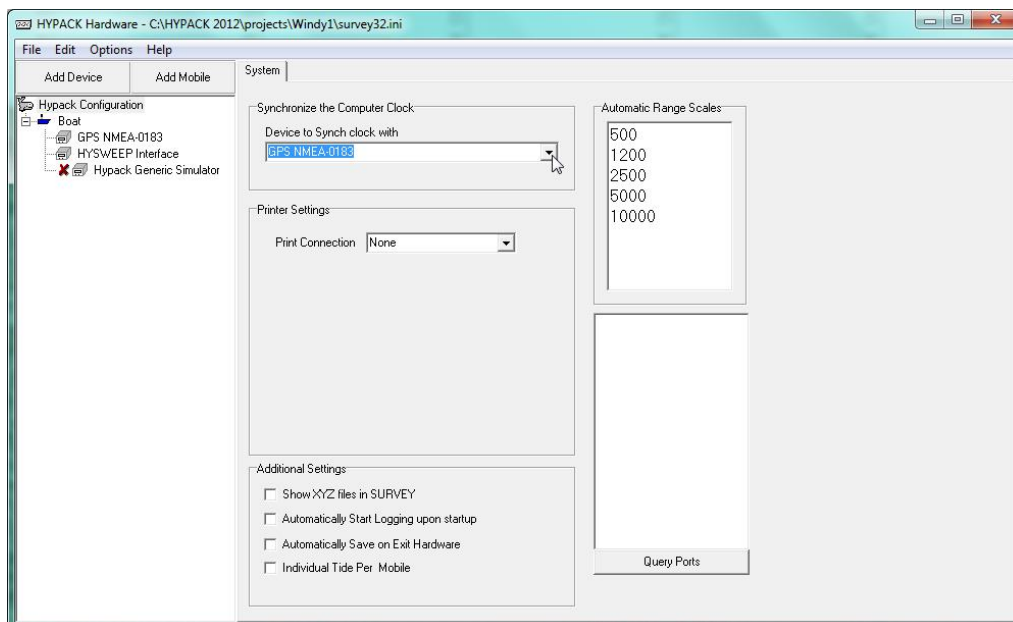 HYPACK Hardware - C:\HYPACK 2012\projects\Windy1\survey32.ini
File Edit Options Help
Add Device Add Mobile
System
Hypack Configuration
Boat
GPS NMEA-0183
HYSWEEP Interface
Hypack Generic Simulator
Synchronize the Computer Clock
Device to Synch clock with
GPS NMEA-0183
Printer Settings
Print Connection None
Additional Settings
Show XYZ files in SURVEY
Automatically Start Logging upon startup
Automatically Save on Exit Hardware
Individual Tide Per Mobile
Automatic Range Scales
500
1200
2500
5000
10000
Query Ports